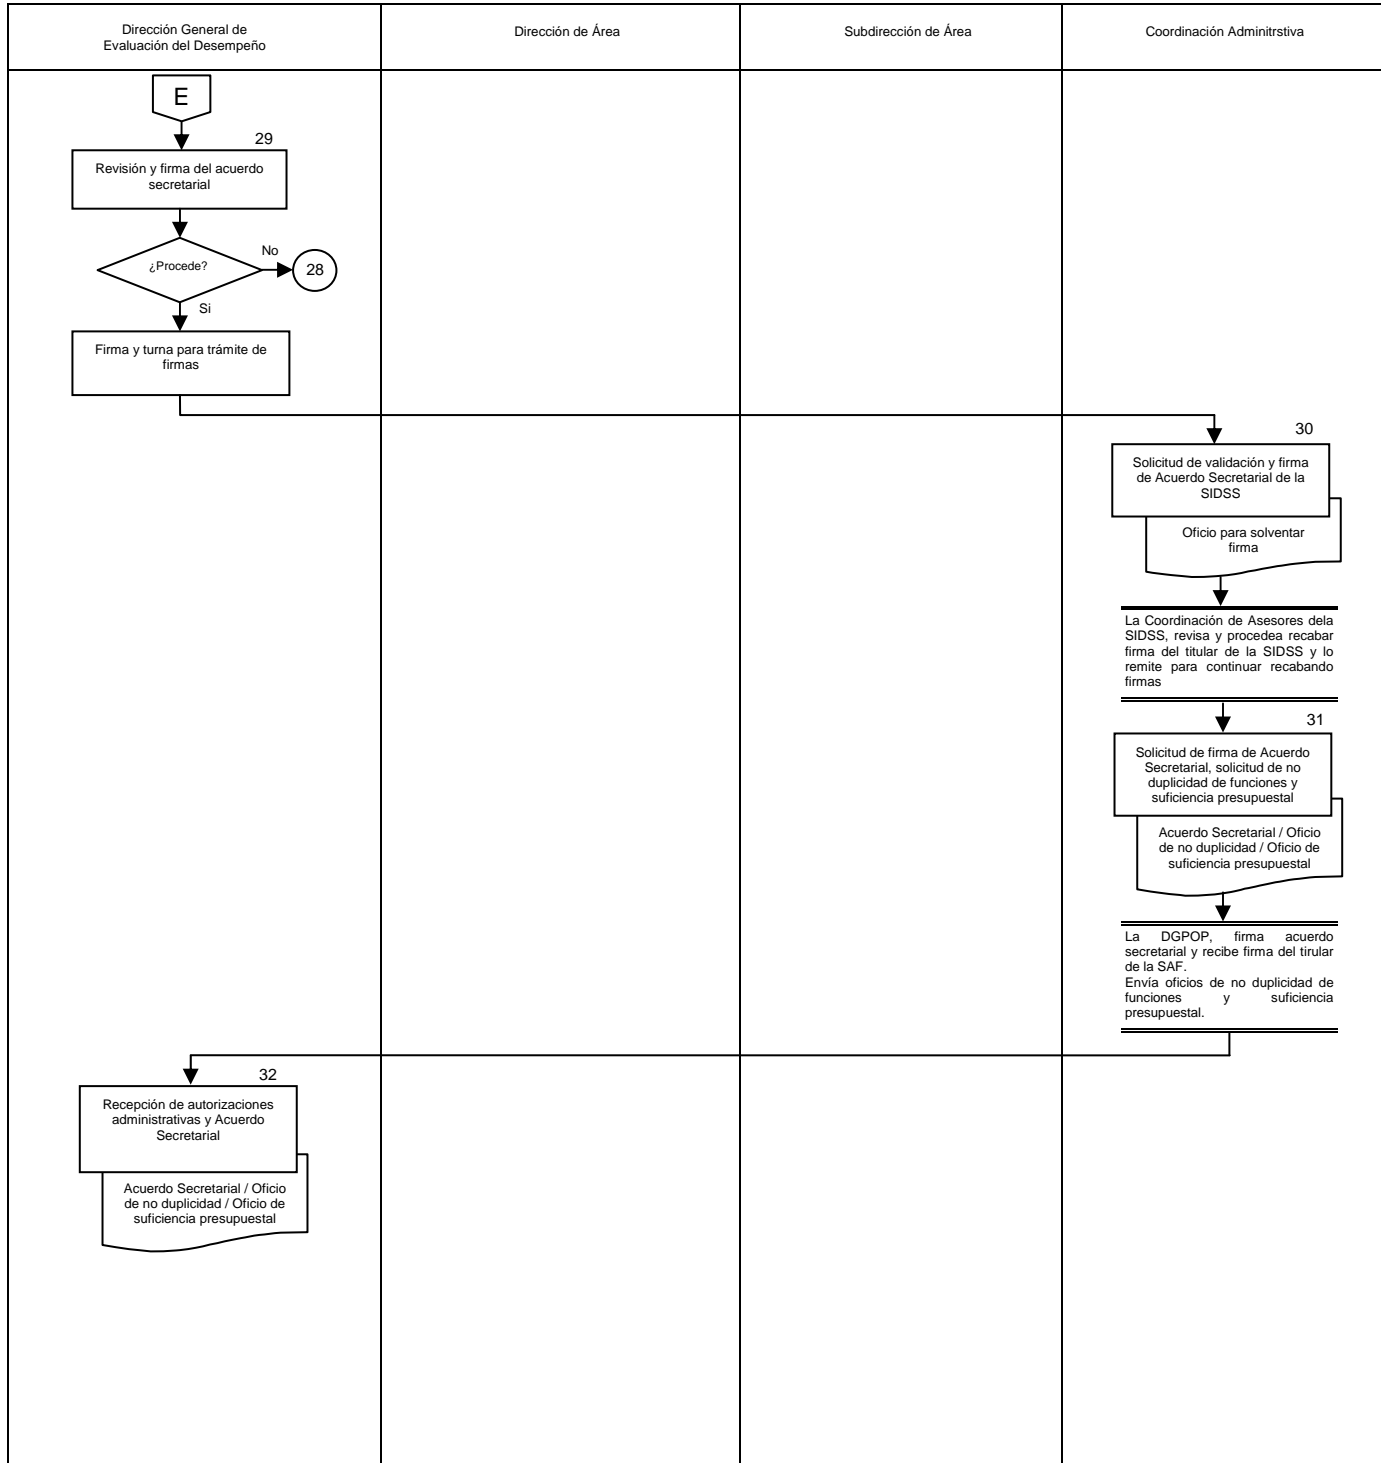 Dirección General de
Evaluación del Desempeño
Dirección de Área
Subdirección de Área
Coordinación Adminitrstiva
E
29
Revisión y firma del acuerdo
secretarial
¿Procede?
No
28
Si
Firma y turna para trámite de
firmas
30
Solicitud de validación y firma
de Acuerdo Secretarial de la
SIDSS
Oficio para solventar
firma
La Coordinación de Asesores dela
SIDSS, revisa y procedea recabar
firma del titular de la SIDSS y lo
remite para continuar recabando
firmas
31
Solicitud de firma de Acuerdo
Secretarial, solicitud de no
duplicidad de funciones y
suficiencia presupuestal
Acuerdo Secretarial / Oficio
de no duplicidad / Oficio de
suficiencia presupuestal
La DGPOP, firma acuerdo
secretarial y recibe firma del tirular
de la SAF.
Envía oficios de no duplicidad de
funciones y suficiencia
presupuestal.
32
Recepción de autorizaciones
administrativas y Acuerdo
Secretarial
Acuerdo Secretarial / Oficio
de no duplicidad / Oficio de
suficiencia presupuestal